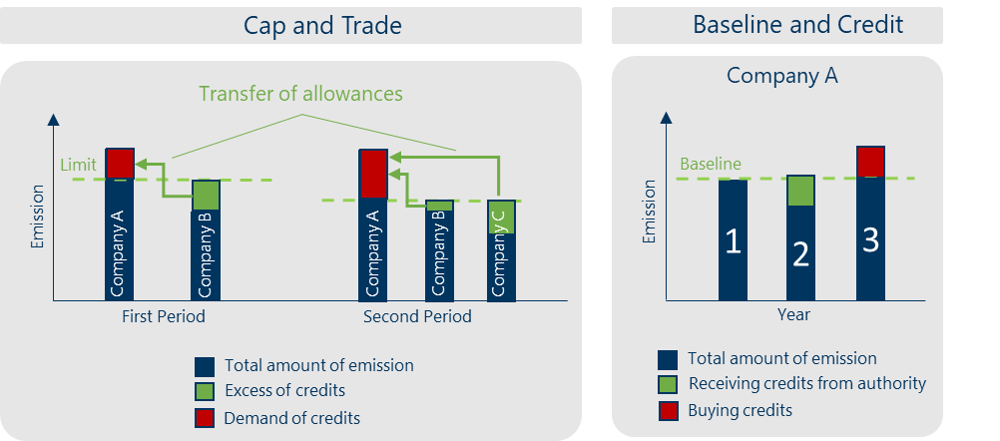 Cap and Trade
Transfer of allowances
Limit
Emission
Company A
Company B
First Period
Company A
Company B
Company C
Second Period
Total amount of emission
Excess of credits
Demand of credits
Baseline and Credit
Company A
Baseline
Emission
1
2
3
Year
Total amount of emission
Receiving credits from authority
Buying credits